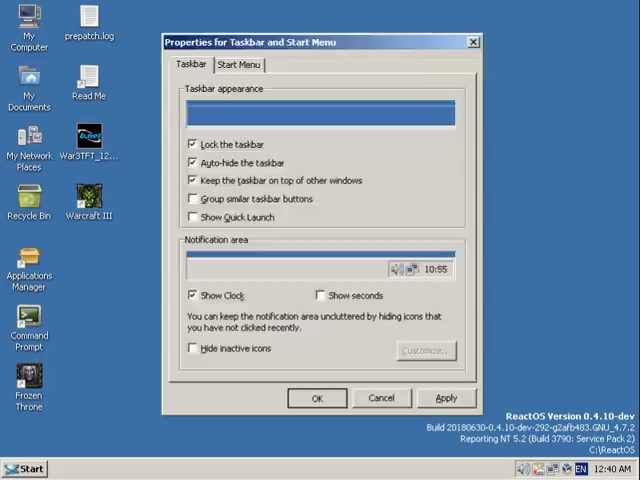 My Computer
prepatch.log
My Documents
Read Me
My Network Places
War3TFT_12...
Recycle Bin
Warcraft III
Applications Manager
Command Prompt
Frozen Throne
Properties for Taskbar and Start Menu
Taskbar
Start Menu
Taskbar appearance
Lock the taskbar
Auto-hide the taskbar
Keep the taskbar on top of other windows
Group similar taskbar buttons
Show Quick Launch
Notification area
10:55
Show Clock
Show seconds
You can keep the notification area uncluttered by hiding icons that
you have not clicked recently.
Hide inactive icons
Customize...
OK
Cancel
Apply
ReactOS Version 0.4.10-dev
Build 20180630-0.4.10-dev-292-g2afb483.GNU_4.7.2
Reporting NT 5.2 (Build 3790: Service Pack 2)
C:\ReactOS
Start
EN
12:40 AM